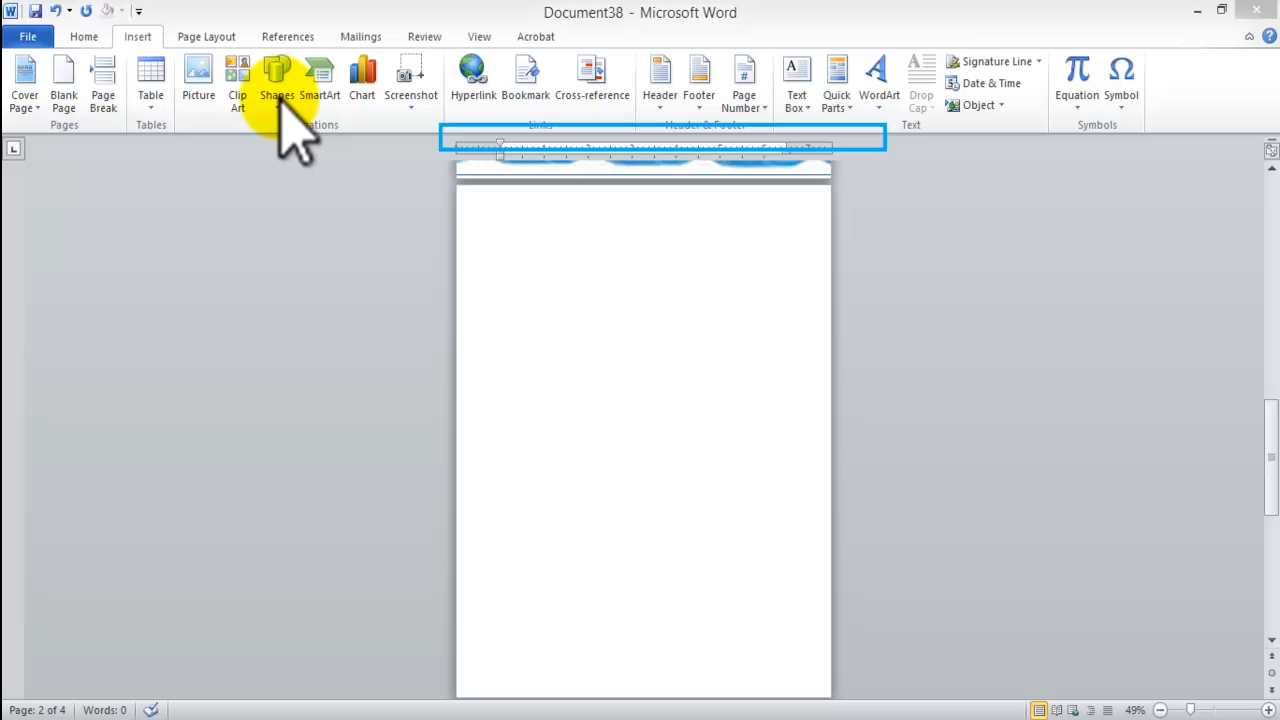 Document38 - Microsoft Word
File Home Insert Page Layout References Mailings Review View Acrobat
Cover Page Blank Page Page Break
Pages
Table
Tables
Picture Clip Art Shapes SmartArt Chart Screenshot
Hyperlink Bookmark Cross-reference
Links
Header Footer Page Number
Header & Footer
Text Box Quick Parts WordArt Drop Cap
Signature Line
Date & Time
Object
Text
Equation Symbol
Symbols
Page: 2 of 4 Words: 0 49%